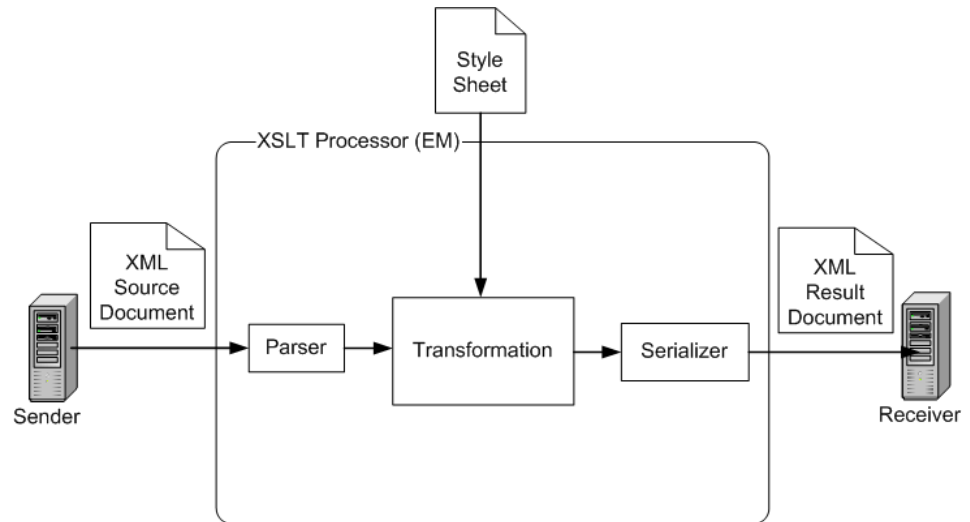 Style
Sheet
XSLT Processor (EM)
XML
Source
Document
XML
Result
Document
Parser
Transformation
Serializer
Sender
Receiver